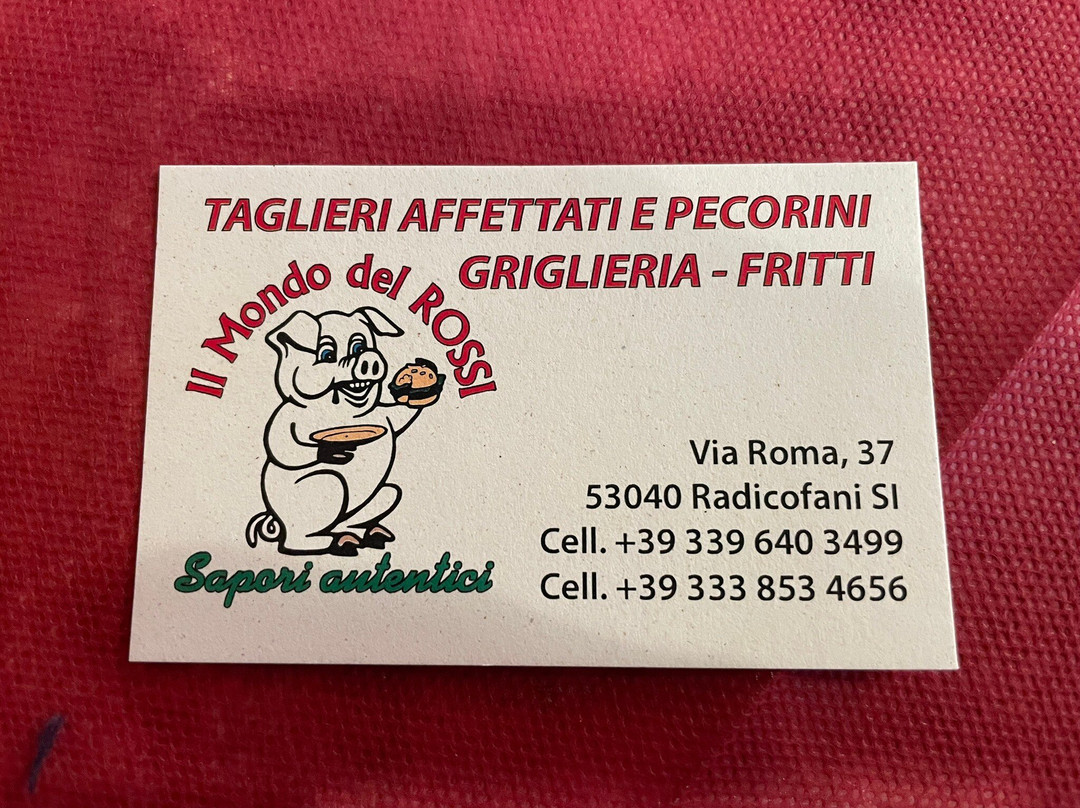 TAGLIERI AFFETTATI E PECORINI
GRIGLIERIA - FRITTI
Il Mondo del ROSSI
Sapori autentici
Via Roma, 37
53040 Radicofani SI
Cell. +39 339 640 3499
Cell. +39 333 853 4656